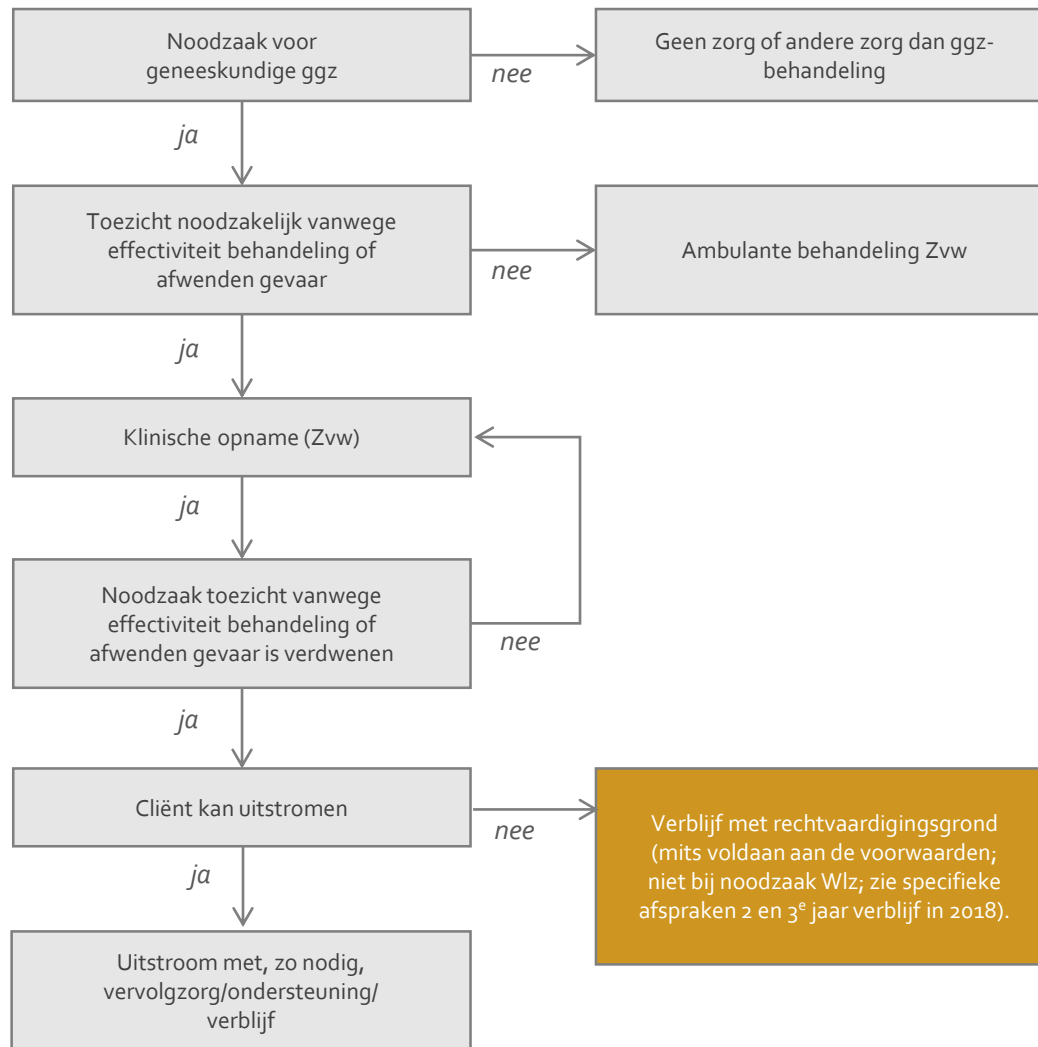 Noodzaak voor
geneeskundige ggz
nee
Geen zorg of andere zorg dan ggz-
behandeling
ja
Toezicht noodzakelijk vanwege
effectiviteit behandeling of
afwenden gevaar
nee
Ambulante behandeling Zvw
ja
Klinische opname (Zvw)
ja
Noodzaak toezicht vanwege
effectiviteit behandeling of
afwenden gevaar is verdwenen
nee
ja
Cliënt kan uitstromen
nee
Verblijf met rechtvaardigingsgrond
(mits voldaan aan de voorwaarden;
niet bij noodzaak Wlz; zie specifieke
afspraken 2 en 3e jaar verblijf in 2018).
ja
Uitstroom met, zo nodig,
vervolgzorg/ondersteuning/
verblijf